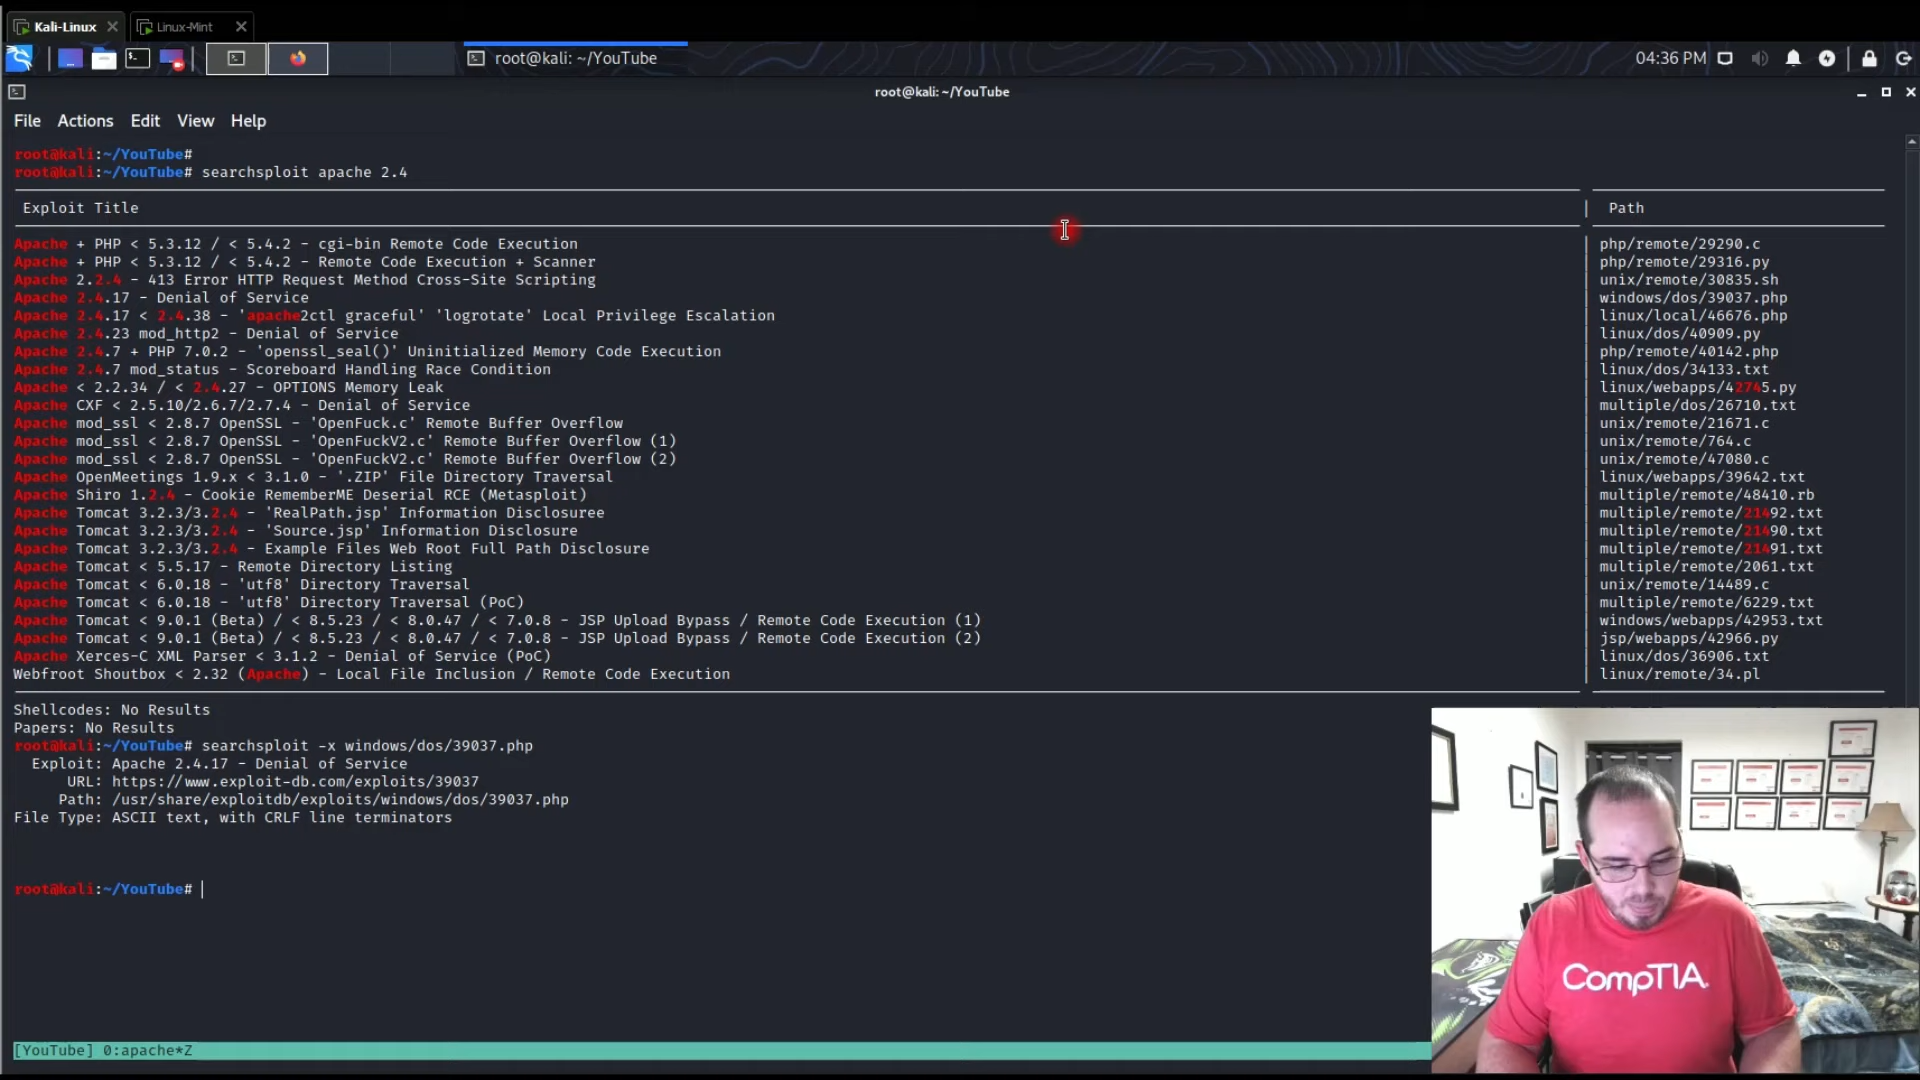 Kali-Linux
Linux-Mint
root@kali: ~/YouTube
04:36 PM
root@kali:~/YouTube
File Actions Edit View Help
root@kali:~/YouTube#
root@kali:~/YouTube# searchsploit apache 2.4
Exploit Title | Path
Apache + PHP < 5.3.12 / < 5.4.2 - cgi-bin Remote Code Execution | php/remote/29290.c
Apache + PHP < 5.3.12 / < 5.4.2 - Remote Code Execution + Scanner | php/remote/29316.py
Apache 2.2.4 - 413 Error HTTP Request Method Cross-Site Scripting | unix/remote/30835.sh
Apache 2.4.17 - Denial of Service | windows/dos/39037.php
Apache 2.4.17 < 2.4.38 - 'apache2ctl graceful' 'logrotate' Local Privilege Escalation | linux/local/46676.php
Apache 2.4.23 mod_http2 - Denial of Service | linux/dos/40909.py
Apache 2.4.7 + PHP 7.0.2 - 'openssl_seal()' Uninitialized Memory Code Execution | php/remote/40142.php
Apache 2.4.7 mod_status - Scoreboard Handling Race Condition | linux/dos/34133.txt
Apache < 2.2.34 / < 2.4.27 - OPTIONS Memory Leak | linux/webapps/42745.py
Apache CXF < 2.5.10/2.6.7/2.7.4 - Denial of Service | multiple/dos/26710.txt
Apache mod_ssl < 2.8.7 OpenSSL - 'OpenFuck.c' Remote Buffer Overflow | unix/remote/21671.c
Apache mod_ssl < 2.8.7 OpenSSL - 'OpenFuckV2.c' Remote Buffer Overflow (1) | unix/remote/764.c
Apache mod_ssl < 2.8.7 OpenSSL - 'OpenFuckV2.c' Remote Buffer Overflow (2) | unix/remote/47080.c
Apache OpenMeetings 1.9.x < 3.1.0 - '.ZIP' File Directory Traversal | linux/webapps/39642.txt
Apache Shiro 1.2.4 - Cookie RememberME Deserial RCE (Metasploit) | multiple/remote/48410.rb
Apache Tomcat 3.2.3/3.2.4 - 'RealPath.jsp' Information Disclosuree | multiple/remote/21492.txt
Apache Tomcat 3.2.3/3.2.4 - 'Source.jsp' Information Disclosure | multiple/remote/21490.txt
Apache Tomcat 3.2.3/3.2.4 - Example Files Web Root Full Path Disclosure | multiple/remote/21491.txt
Apache Tomcat < 5.5.17 - Remote Directory Listing | multiple/remote/2061.txt
Apache Tomcat < 6.0.18 - 'utf8' Directory Traversal | unix/remote/14489.c
Apache Tomcat < 6.0.18 - 'utf8' Directory Traversal (PoC) | multiple/remote/6229.txt
Apache Tomcat < 9.0.1 (Beta) / < 8.5.23 / < 8.0.47 / < 7.0.8 - JSP Upload Bypass / Remote Code Execution (1) | windows/webapps/42953.txt
Apache Tomcat < 9.0.1 (Beta) / < 8.5.23 / < 8.0.47 / < 7.0.8 - JSP Upload Bypass / Remote Code Execution (2) | jsp/webapps/42966.py
Apache Xerces-C XML Parser < 3.1.2 - Denial of Service (PoC) | linux/dos/36906.txt
Webfroot Shoutbox < 2.32 (Apache) - Local File Inclusion / Remote Code Execution | linux/remote/34.pl
Shellcodes: No Results
Papers: No Results
root@kali:~/YouTube# searchsploit -x windows/dos/39037.php
Exploit: Apache 2.4.17 - Denial of Service
URL: https://www.exploit-db.com/exploits/39037
Path: /usr/share/exploitdb/exploits/windows/dos/39037.php
File Type: ASCII text, with CRLF line terminators
root@kali:~/YouTube#
CompTIA.
[YouTube] 0:apache*Z